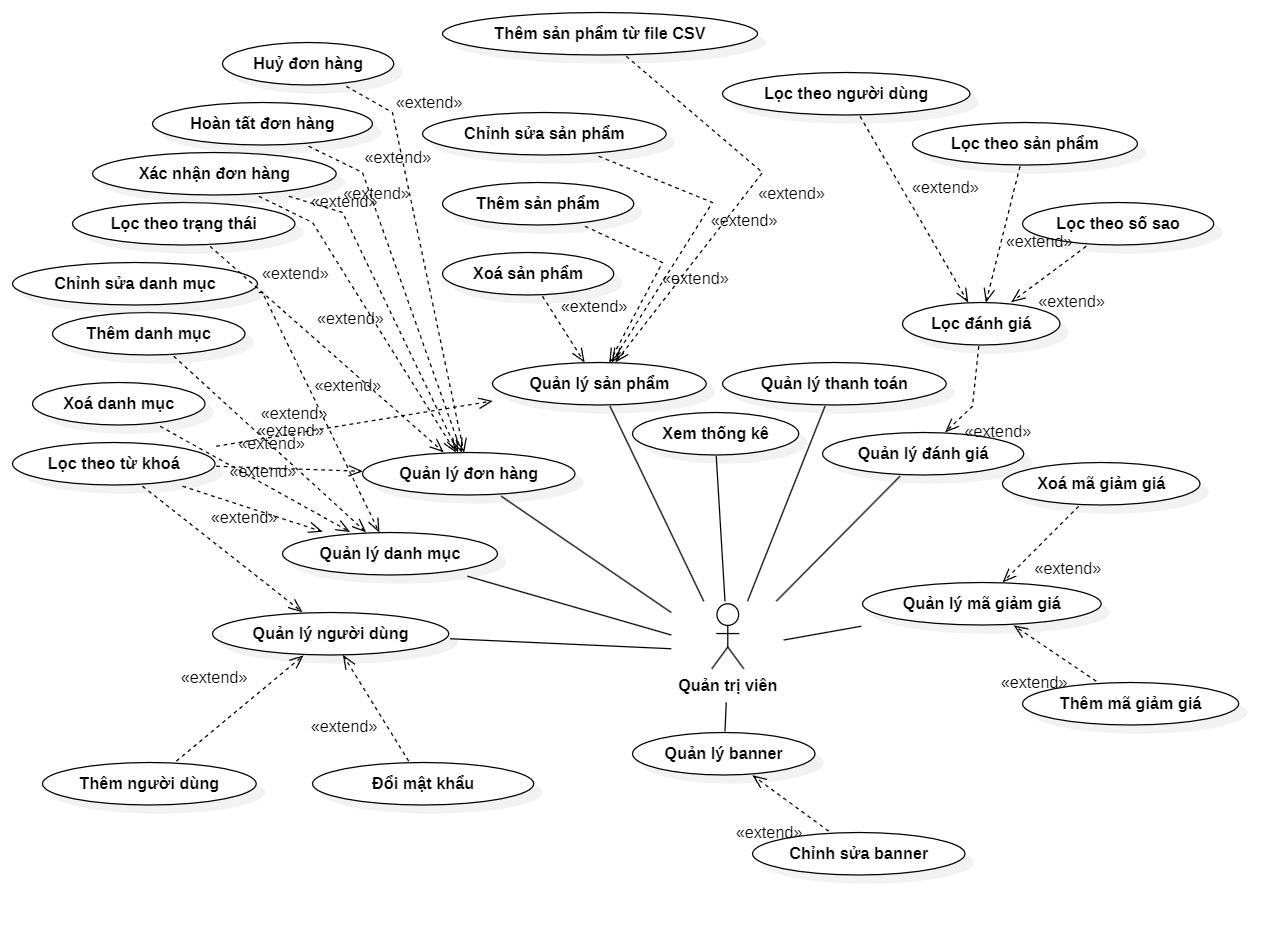 Thêm sản phẩm từ file CSV
Huỷ đơn hàng
«extend»
Lọc theo người dùng
Hoàn tất đơn hàng
Chỉnh sửa sản phẩm
Lọc theo sản phẩm
«extend»
Xác nhận đơn hàng
«extend»
«extend»
«extend»
«extend»
Thêm sản phẩm
Lọc theo trạng thái
«extend»
Lọc theo số sao
«extend»
Xoá sản phẩm
«extend»
«extend»
Chỉnh sửa danh mục
«extend»
«extend»
«extend»
Lọc đánh giá
Thêm danh mục
Quản lý sản phẩm
Quản lý thanh toán
«extend»
Xoá danh mục
«extend»
«extend»
Xem thống kê
«extend»
«extend»
Quản lý đánh giá
Lọc theo từ khoá
«extend»
Quản lý đơn hàng
Xoá mã giảm giá
«extend»
Quản lý danh mục
«extend»
Quản lý mã giảm giá
Quản lý người dùng
«extend»
Quản trị viên
«extend»
Thêm mã giảm giá
«extend»
Quản lý banner
Thêm người dùng
Đổi mật khẩu
«extend»
Chỉnh sửa banner